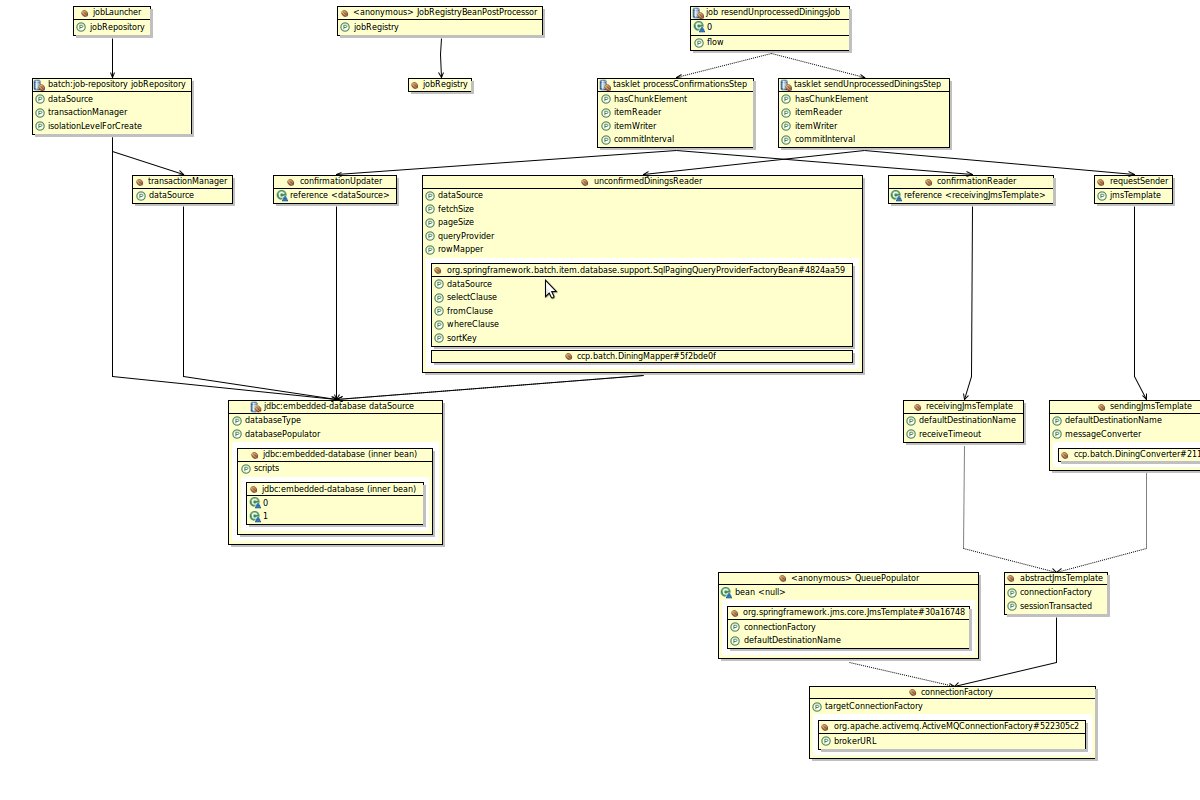 jobLauncher
jobRepository
<anonymous> JobRegistryBeanPostProcessor
jobRegistry
job resendUnprocessedDiningsJob
0
flow
batch:job-repository jobRepository
dataSource
transactionManager
isolationLevelForCreate
jobRegistry
tasklet processConfirmationsStep
hasChunkElement
itemReader
itemWriter
commitInterval
tasklet sendUnprocessedDiningsStep
hasChunkElement
itemReader
itemWriter
commitInterval
transactionManager
dataSource
confirmationUpdater
reference <dataSource>
unconfirmedDiningsReader
dataSource
fetchSize
pageSize
queryProvider
rowMapper
org.springframework.batch.item.database.support.SqlPagingQueryProviderFactoryBean#4824aa59
dataSource
selectClause
fromClause
whereClause
sortKey
ccp.batch.DiningMapper#5f2bde0f
confirmationReader
reference <receivingJmsTemplate>
requestSender
jmsTemplate
jdbc:embedded-database dataSource
databaseType
databasePopulator
jdbc:embedded-database (inner bean)
scripts
jdbc:embedded-database (inner bean)
0
1
receivingJmsTemplate
defaultDestinationName
receiveTimeout
sendingJmsTemplate
defaultDestinationName
messageConverter
ccp.batch.DiningConverter#211
<anonymous> QueuePopulator
bean <null>
org.springframework.jms.core.JmsTemplate#30a16748
connectionFactory
defaultDestinationName
abstractJmsTemplate
connectionFactory
sessionTransacted
connectionFactory
targetConnectionFactory
org.apache.activemq.ActiveMQConnectionFactory#522305c2
brokerURL